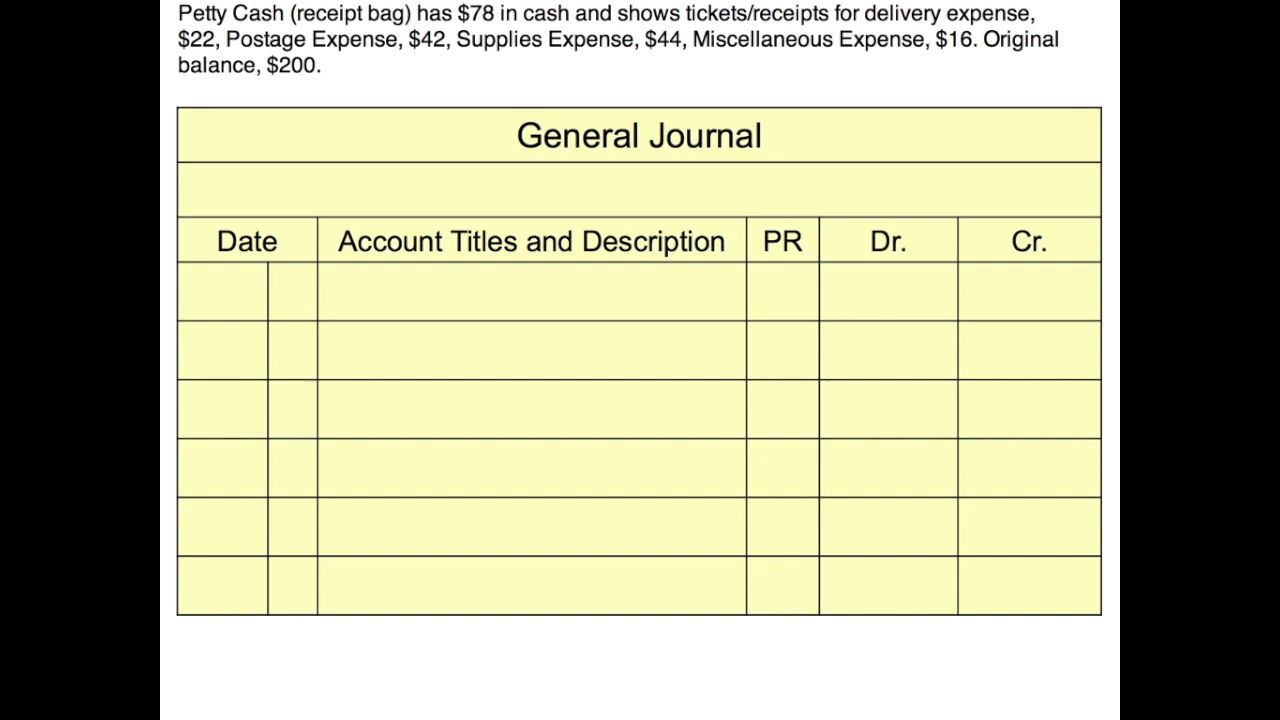 Petty Cash (receipt bag) has $78 in cash and shows tickets/receipts for delivery expense,
$22, Postage Expense, $42, Supplies Expense, $44, Miscellaneous Expense, $16. Original
balance, $200.
General Journal
Date Account Titles and Description PR Dr. Cr.